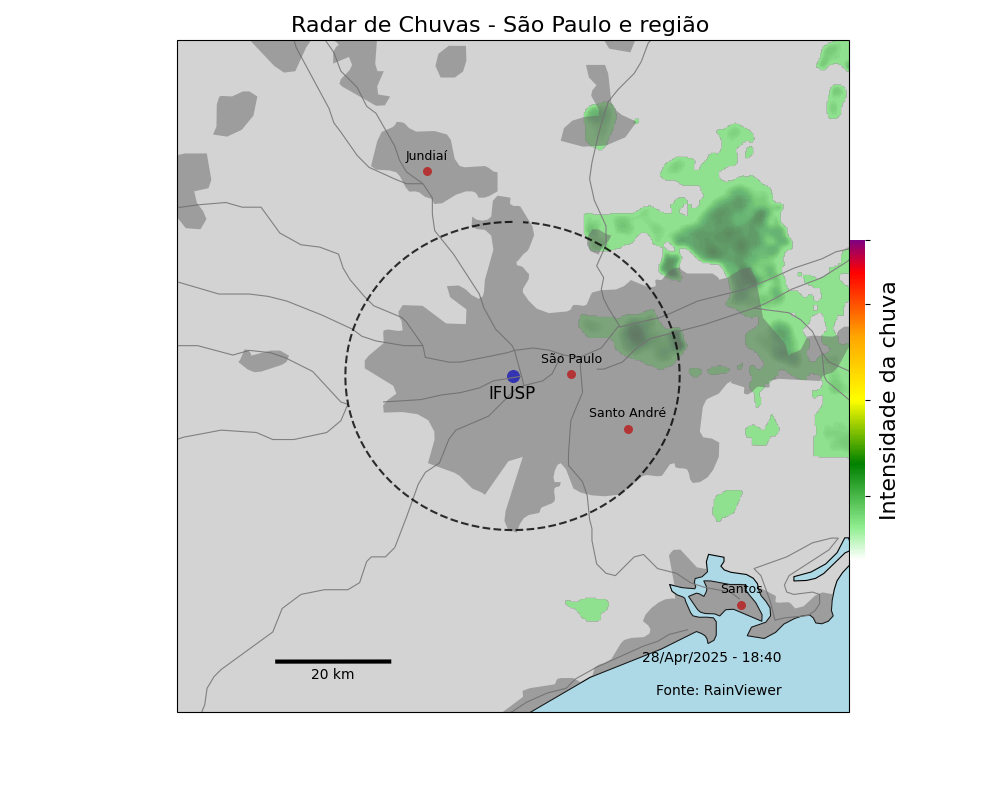 Radar de Chuvas - São Paulo e região
Jundiaí
São Paulo
IFUSP
Santo André
Intensidade da chuva
Santos
28/Apr/2025 - 18:40
20 km
Fonte: RainViewer